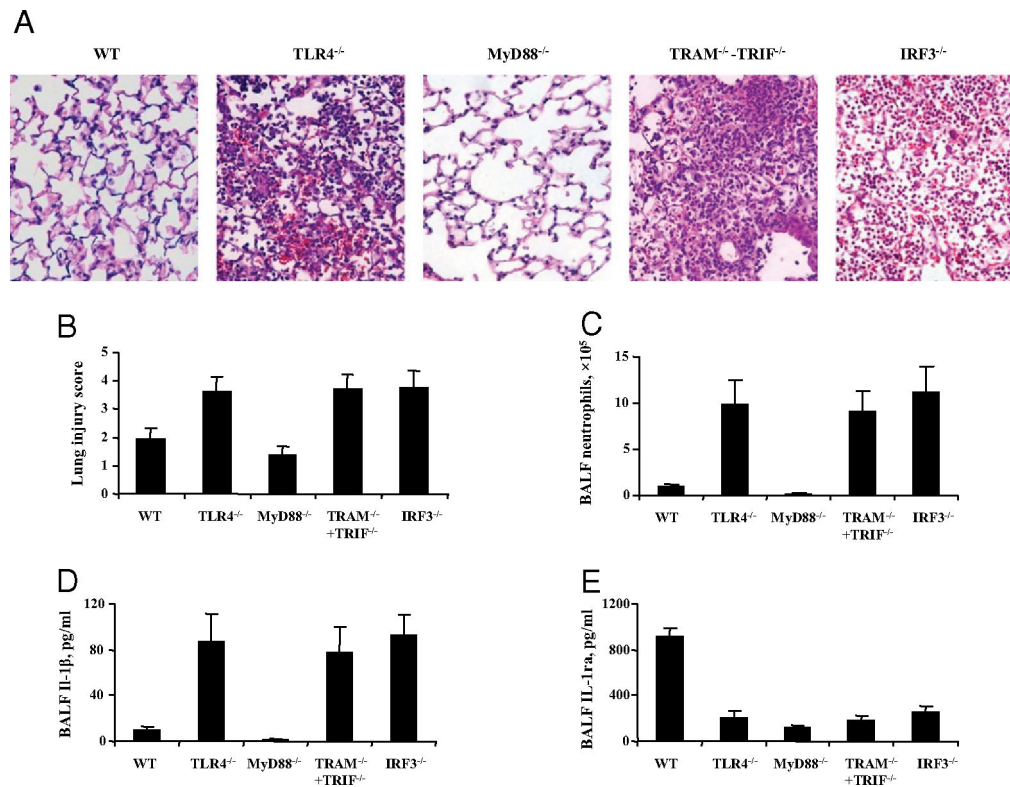 A
WT TLR4-/- MyD88-/- TRAM-/--TRIF-/- IRF3-/-
B
Lung injury score
5
4
3
2
1
0
WT TLR4-/- MyD88-/- TRAM-/- IRF3-/-
+TRIF-/-
C
BALF neutrophils, ×10⁵
15
10
5
0
WT TLR4-/- MyD88-/- TRAM-/- IRF3-/-
+TRIF-/-
D
BALF Il-1β, pg/ml
120
80
40
0
WT TLR4-/- MyD88-/- TRAM-/- IRF3-/-
+TRIF-/-
E
BALF IL-1ra, pg/ml
1200
800
400
0
WT TLR4-/- MyD88-/- TRAM-/- IRF3-/-
+TRIF-/-